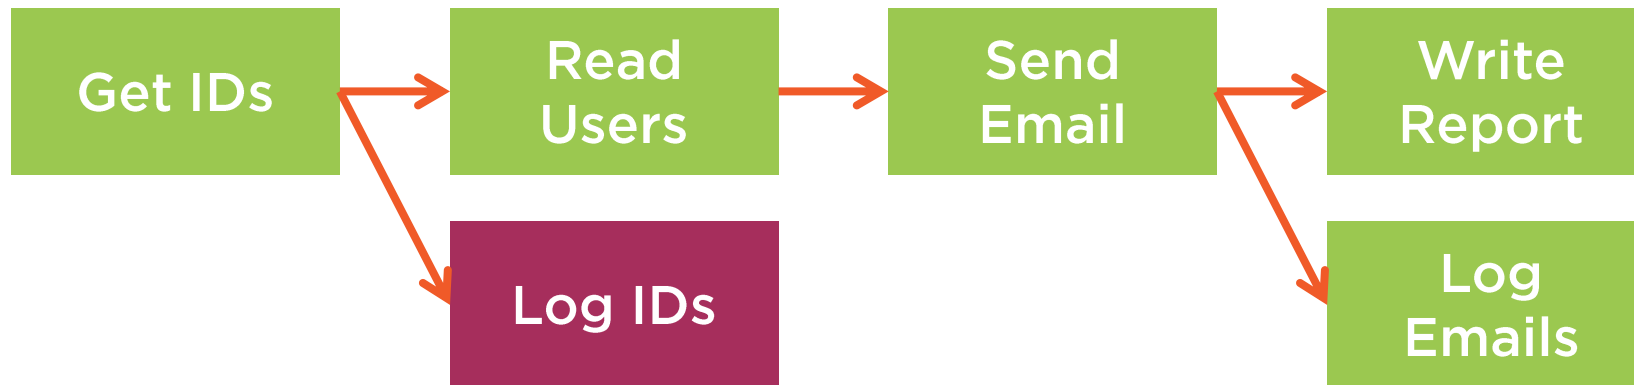 Get IDs
Read
Users
Send
Email
Write
Report
Log IDs
Log
Emails